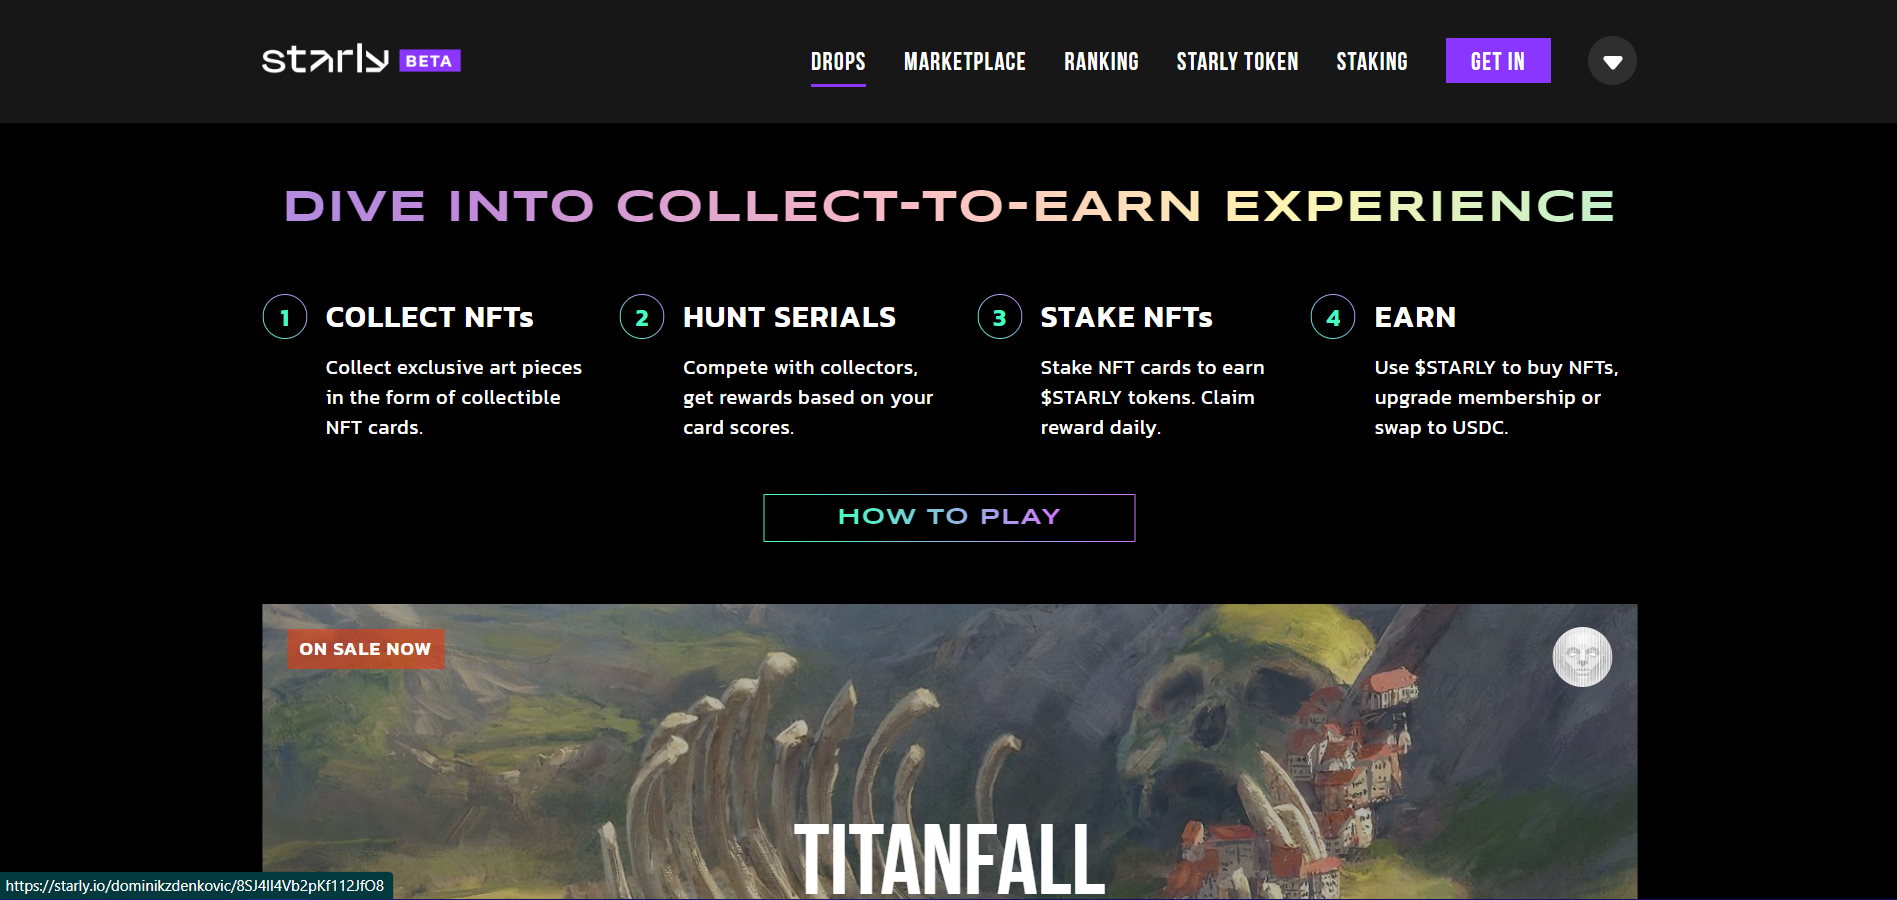 starly BETA
DROPS MARKETPLACE RANKING STARLY TOKEN STAKING GET IN
DIVE INTO COLLECT-TO-EARN EXPERIENCE
1 COLLECT NFTs
Collect exclusive art pieces
in the form of collectible
NFT cards.
2 HUNT SERIALS
Compete with collectors,
get rewards based on your
card scores.
3 STAKE NFTs
Stake NFT cards to earn
$STARLY tokens. Claim
reward daily.
4 EARN
Use $STARLY to buy NFTs,
upgrade membership or
swap to USDC.
HOW TO PLAY
ON SALE NOW
TITANFALL
https://starly.io/dominikzdenkovic/8SJ4II4Vb2pKf112JfO8